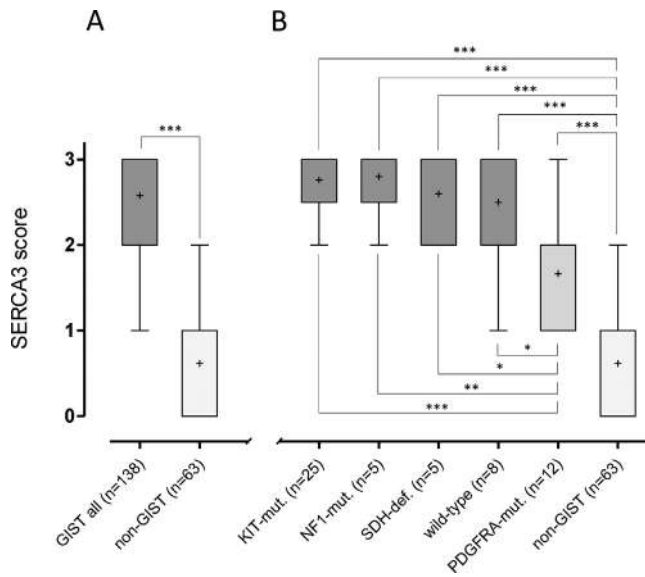 A
B
***
***
***
***
***
***
SERCA3 score
3
2
1
0
+
+
+
+
+
+
+
+
*
*
**
***
GIST all (n=138)
non-GIST (n=63)
KIT-mut. (n=25)
NF1-mut. (n=5)
SDH-def. (n=5)
wild-type (n=8)
PDGFRA-mut. (n=12)
non-GIST (n=63)